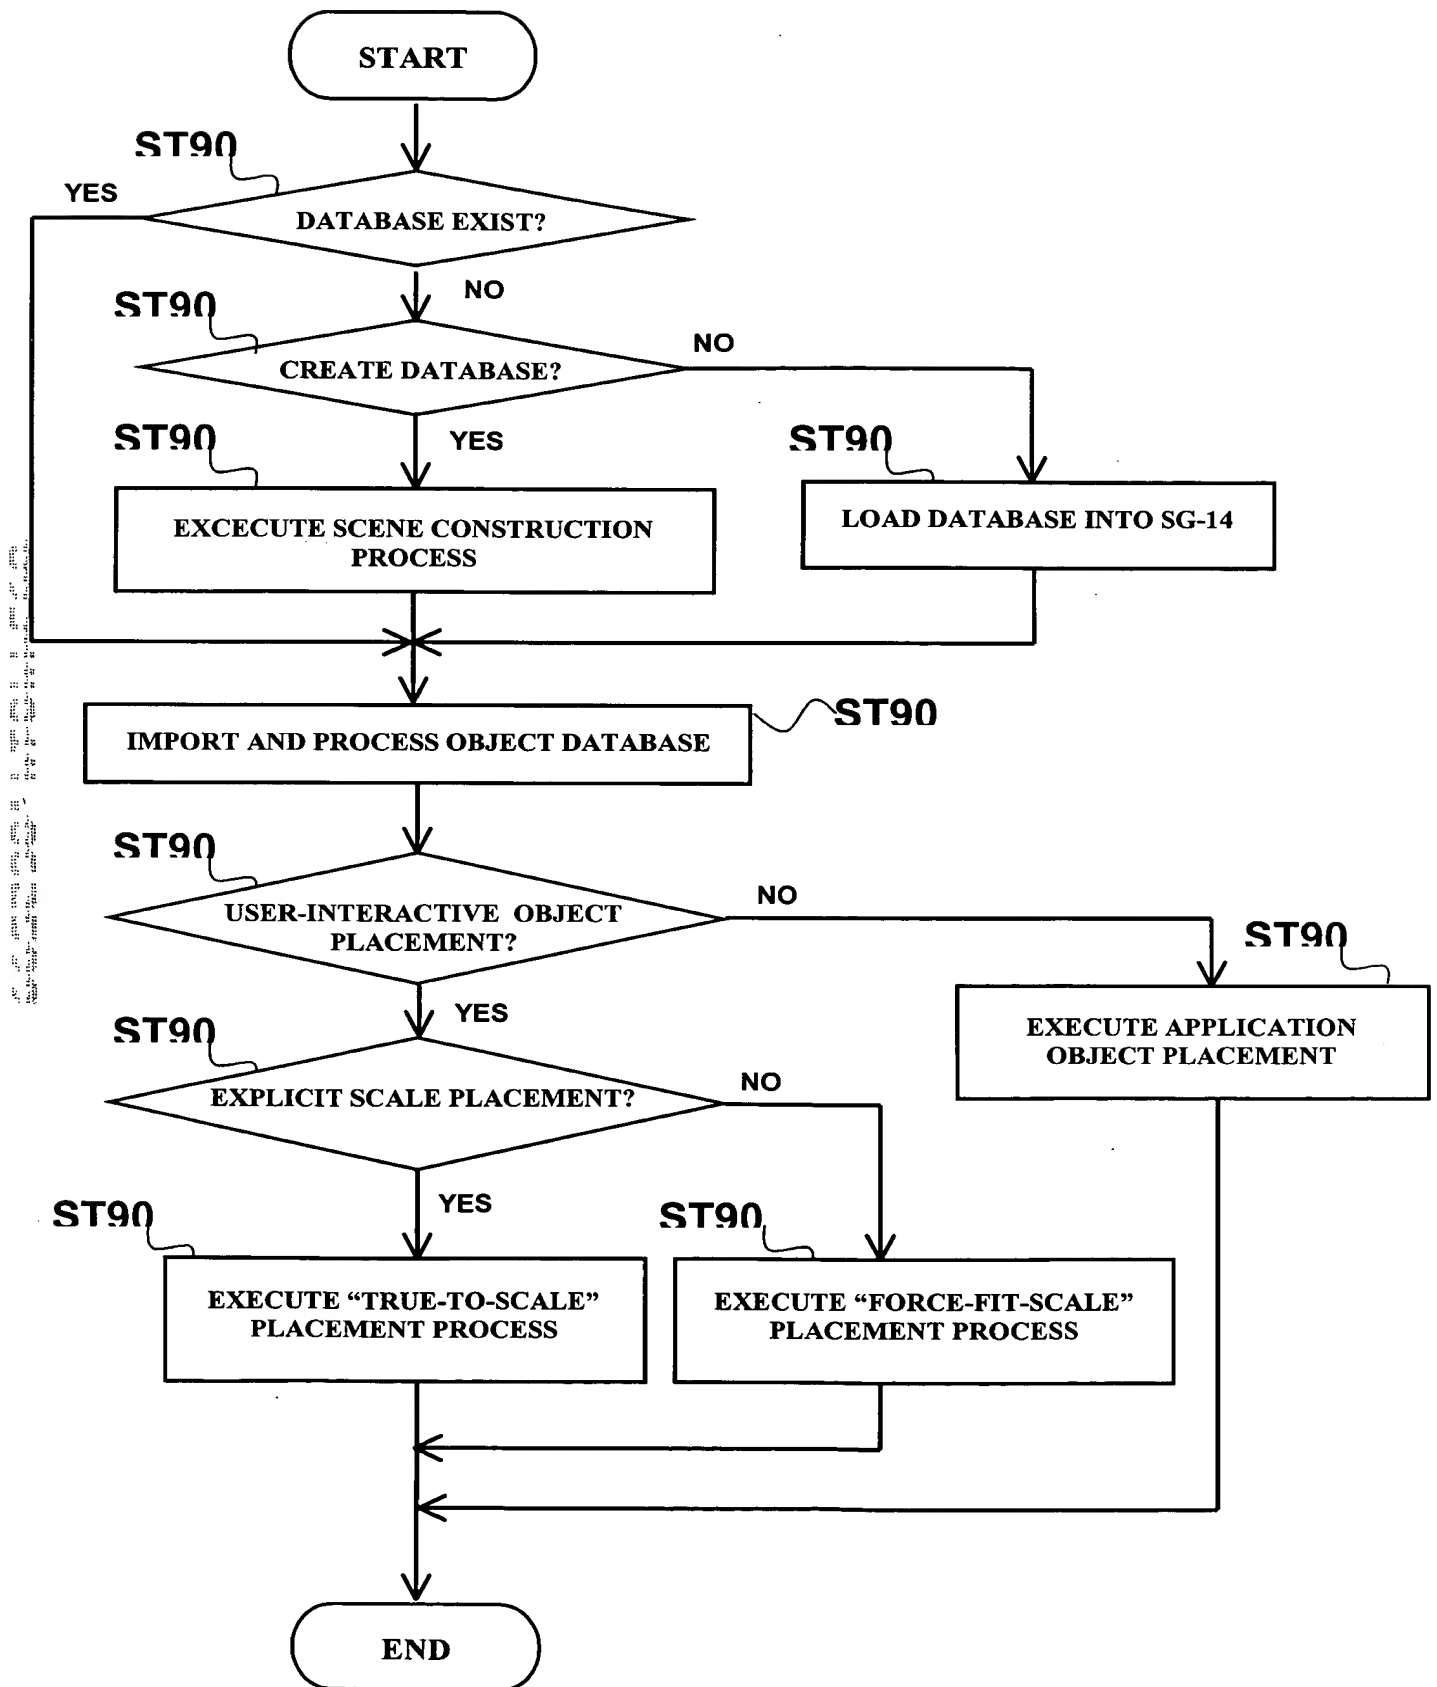 START
ST90
YES
DATABASE EXIST?
NO
ST90
NO
CREATE DATABASE?
ST90
YES
ST90
EXCECUTE SCENE CONSTRUCTION
PROCESS
LOAD DATABASE INTO SG-14
ST90
IMPORT AND PROCESS OBJECT DATABASE
ST90
NO
USER-INTERACTIVE OBJECT
PLACEMENT?
ST90
YES
ST90
EXECUTE APPLICATION
OBJECT PLACEMENT
NO
EXPLICIT SCALE PLACEMENT?
YES
ST90
ST90
EXECUTE “TRUE-TO-SCALE”
PLACEMENT PROCESS
EXECUTE “FORCE-FIT-SCALE”
PLACEMENT PROCESS
END